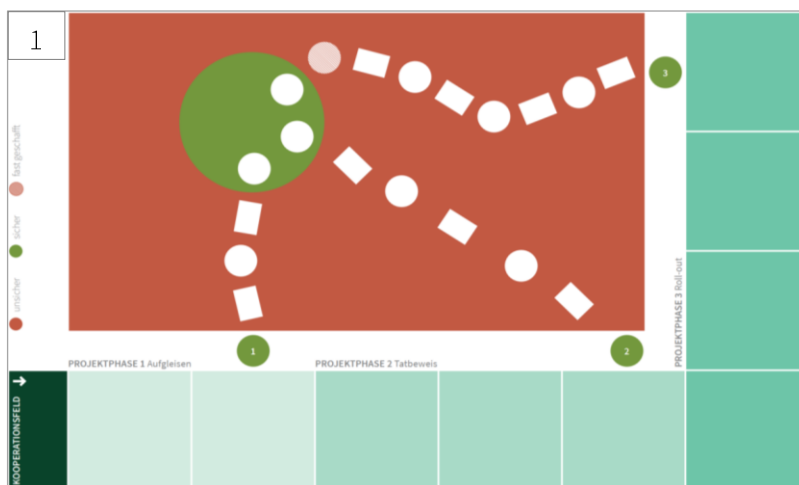 1
fast geschafft
sicher
unsicher
3
1
2
PROJEKTPHASE 1 Aufgleisen
PROJEKTPHASE 2 Tatbeweis
PROJEKTPHASE 3 Roll-out
KOOPERATIONSFELD